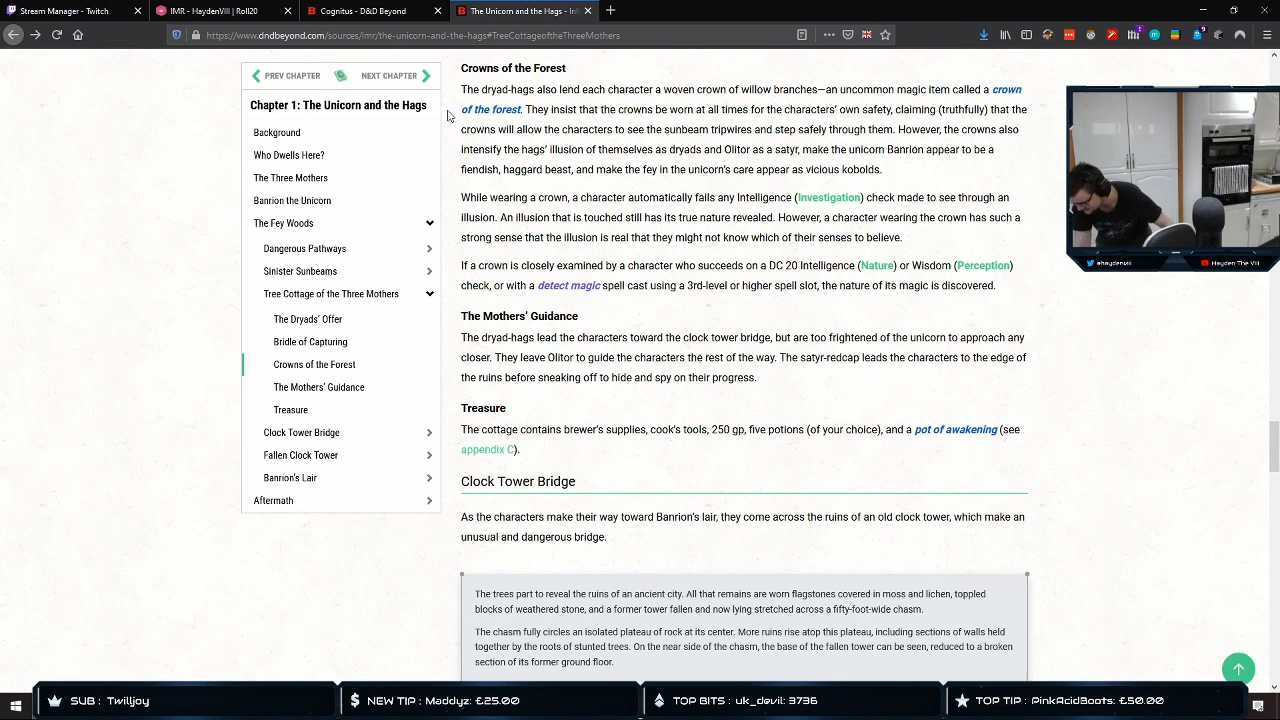 Stream Manager - Twitch
IMR - HaydenVIII | Roll20
Cognitus - D&D Beyond
The Unicorn and the Hags - Inf
https://www.dndbeyond.com/sources/imr/the-unicorn-and-the-hags#TreeCottageoftheThreeMothers
PREV CHAPTER
NEXT CHAPTER
Chapter 1: The Unicorn and the Hags
Background
Who Dwells Here?
The Three Mothers
Banrion the Unicorn
The Fey Woods
Dangerous Pathways
Sinister Sunbeams
Tree Cottage of the Three Mothers
The Dryads' Offer
Bridle of Capturing
Crowns of the Forest
The Mothers' Guidance
Treasure
Clock Tower Bridge
Fallen Clock Tower
Banrion's Lair
Aftermath
Crowns of the Forest
The dryad-hags also lend each character a woven crown of willow branches—an uncommon magic item called a crown
of the forest. They insist that the crowns be worn at all times for the characters' own safety, claiming (truthfully) that the
crowns will allow the characters to see the sunbeam tripwires and step safely through them. However, the crowns also
intensify the hags' illusion of themselves as dryads and Olitor as a satyr, make the unicorn Banrion appear to be a
fiendish, haggard beast, and make the fey in the unicorn's care appear as vicious kobolds.
While wearing a crown, a character automatically fails any Intelligence (Investigation) check made to see through an
illusion. An illusion that is touched still has its true nature revealed. However, a character wearing the crown has such a
strong sense that the illusion is real that they might not know which of their senses to believe.
If a crown is closely examined by a character who succeeds on a DC 20 Intelligence (Nature) or Wisdom (Perception)
check, or with a detect magic spell cast using a 3rd-level or higher spell slot, the nature of its magic is discovered.
The Mothers' Guidance
The dryad-hags lead the characters toward the clock tower bridge, but are too frightened of the unicorn to approach any
closer. They leave Olitor to guide the characters the rest of the way. The satyr-redcap leads the characters to the edge of
the ruins before sneaking off to hide and spy on their progress.
Treasure
The cottage contains brewer's supplies, cook's tools, 250 gp, five potions (of your choice), and a pot of awakening (see
appendix C).
Clock Tower Bridge
As the characters make their way toward Banrion's lair, they come across the ruins of an old clock tower, which make an
unusual and dangerous bridge.
The trees part to reveal the ruins of an ancient city. All that remains are worn flagstones covered in moss and lichen, toppled
blocks of weathered stone, and a former tower fallen and now lying stretched across a fifty-foot-wide chasm.
The chasm fully circles an isolated plateau of rock at its center. More ruins rise atop this plateau, including sections of walls held
together by the roots of stunted trees. On the near side of the chasm, the base of the fallen tower can be seen, reduced to a broken
section of its former ground floor.
@haydenviii
Hayden The VIII
SUB : Twilljoy
NEW TIP : Maddyz: £25.00
TOP BITS : uk_devil: 3736
TOP TIP : PinkAcidBoots: £50.00